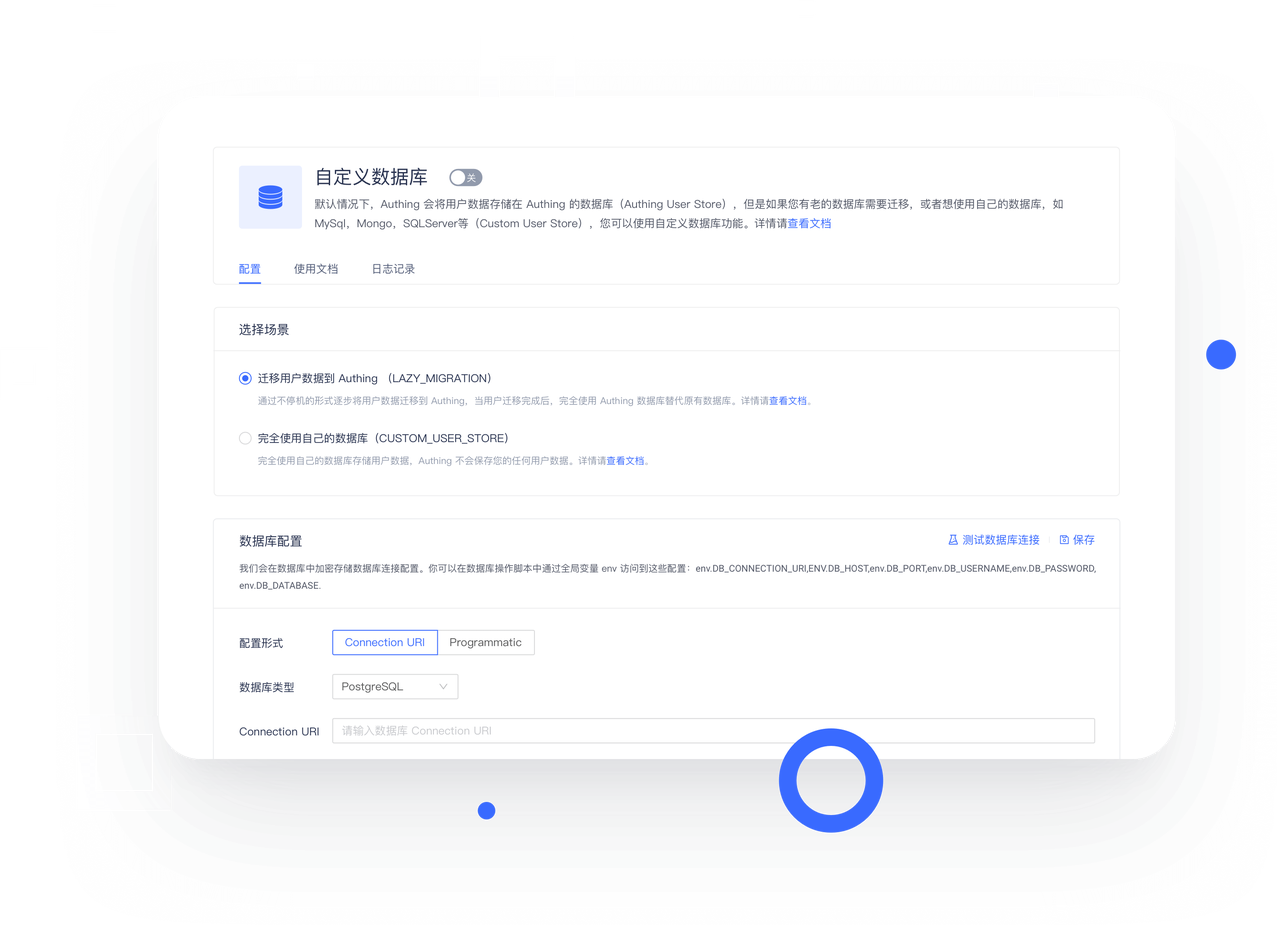 自定义数据库
关
默认情况下，Authing 会将用户数据存储在 Authing 的数据库（Authing User Store），但是如果您有老的数据库需要迁移，或者想使用自己的数据库，如
MySql，Mongo，SQLServer等（Custom User Store），您可以使用自定义数据库功能。详情请查看文档
配置 使用文档 日志记录
选择场景
迁移用户数据到 Authing （LAZY_MIGRATION）
通过不停机的形式逐步将用户数据迁移到 Authing，当用户迁移完成后，完全使用 Authing 数据库替代原有数据库。详情请查看文档。
完全使用自己的数据库（CUSTOM_USER_STORE）
完全使用自己的数据库存储用户数据，Authing 不会保存您的任何用户数据。详情请查看文档。
数据库配置
测试数据库连接 保存
我们会在数据库中加密存储数据库连接配置。你可以在数据库操作脚本中通过全局变量 env 访问到这些配置：env.DB_CONNECTION_URI,ENV.DB_HOST,env.DB_PORT,env.DB_USERNAME,env.DB_PASSWORD,
env.DB_DATABASE.
配置形式 Connection URI Programmatic
数据库类型 PostgreSQL
Connection URI 请输入数据库 Connection URI